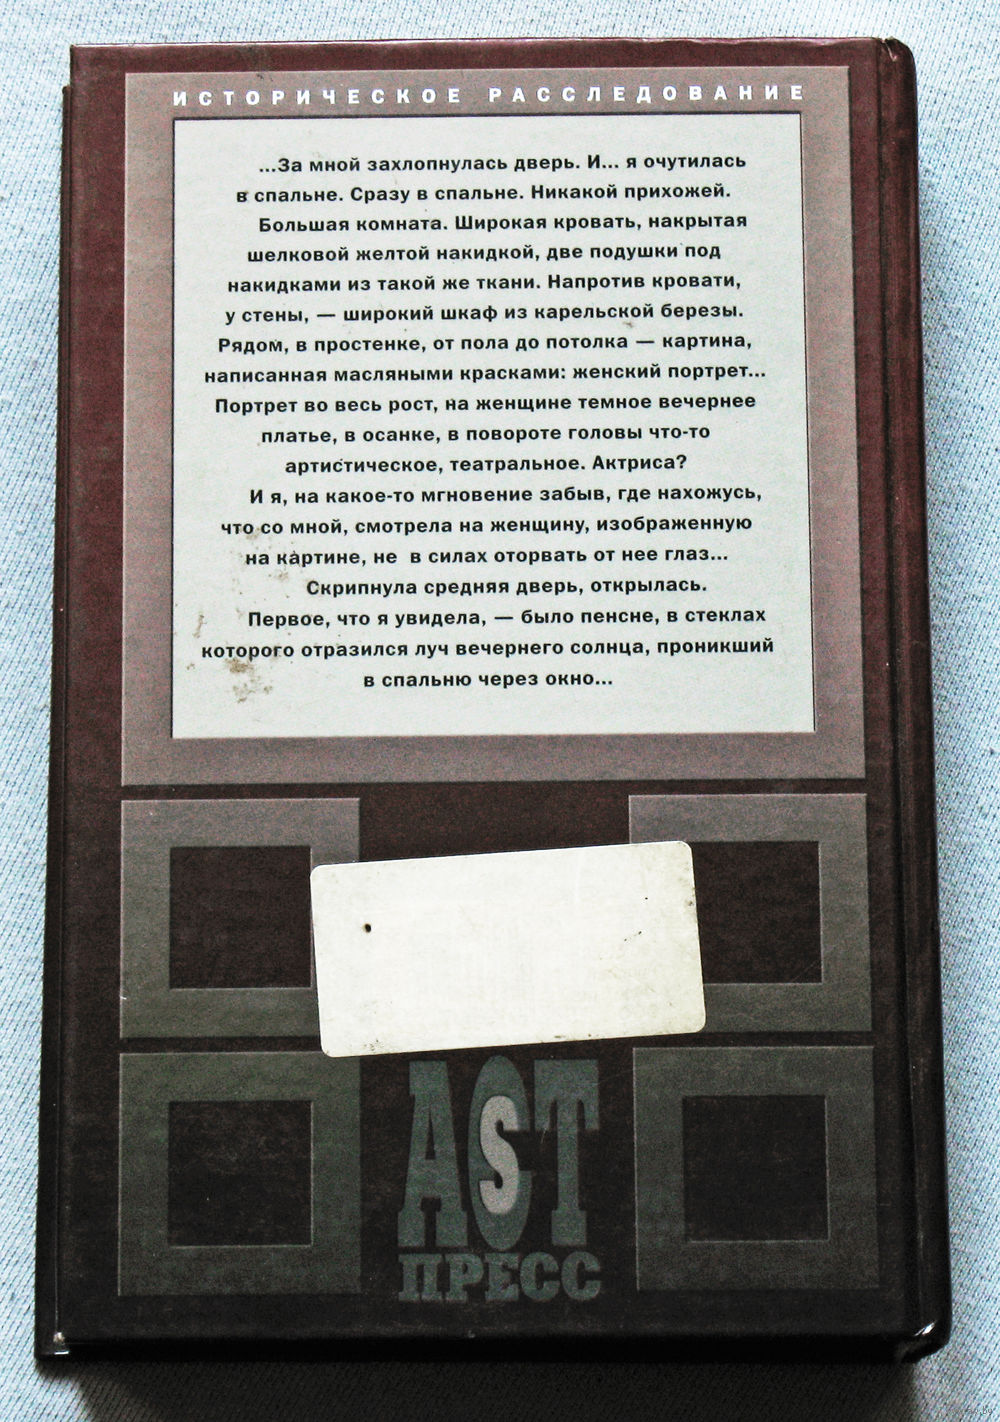 ИСТОРИЧЕСКОЕ РАССЛЕДОВАНИЕ
...За мной захлопнулась дверь. И... я очутилась
в спальне. Сразу в спальне. Никакой прихожей.
Большая комната. Широкая кровать, накрытая
шелковой желтой накидкой, две подушки под
накидками из такой же ткани. Напротив кровати,
у стены, — широкий шкаф из карельской березы.
Рядом, в простенке, от пола до потолка — картина,
написанная масляными красками: женский портрет...
Портрет во весь рост, на женщине темное вечернее
платье, в осанке, в повороте головы что-то
артистическое, театральное. Актриса?
И я, на какое-то мгновение забыв, где нахожусь,
что со мной, смотрела на женщину, изображенную
на картине, не в силах оторвать от нее глаз...
Скрипнула средняя дверь, открылась.
Первое, что я увидела, — было пенсне, в стеклах
которого отразился луч вечернего солнца, проникший
в спальню через окно...
AST
ПРЕСС